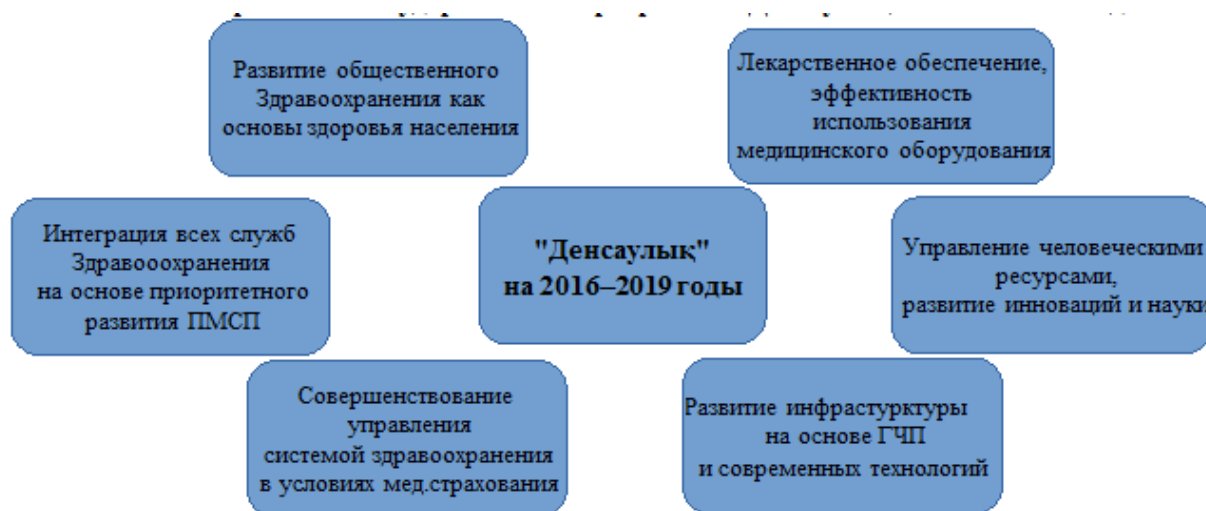 Развитие общественного
Здравоохранения как
основы здоровья населения
Лекарственное обеспечение,
эффективность
использования
медицинского оборудования
Интеграция всех служб
Здравооохранения
на основе приоритетного
развития ПМСП
"Денсаулық"
на 2016–2019 годы
Управление человеческими
ресурсами,
развитие инноваций и науки
Совершенствование
управления
системой здравоохранения
в условиях мед.страхования
Развитие инфрастурктуры
на основе ГЧП
и современных технологий